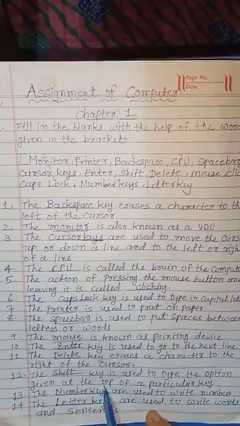 Page No.
Date
Assignment of Computer
Chapter: 1
Fill in the blanks with the help of the
given in the brackets
Monitor, Printer, Backspace, CPU, Spacebar
Cursor keys, Enter, Shift, Delete, mouse,
Caps Lock, Number keys, Letter key
1. The Backspace key erases a character to the
left of the cursor
2. The monitor is also known as a VDU
3. The Cursor keys are used to move the
up or down a line and to the left or right
of a line
4. The CPU is called the brain of the
5. The action of pressing the mouse button and
leaving it is called clicking.
6. The Caps Lock key is used to type in capital
7. The Printer is used to print on paper
8. The spacebar is used to put spaces between
letters or words
9. The mouse is known as pointing device
10. The Enter key is used to go to the next line
11. The Delete key erases a character to the
right of the cursor.
12. The Shift key is used to type the option
given at the top of a particular key
13. The Number keys are used to write number
14. The Letter keys are used to write words
and